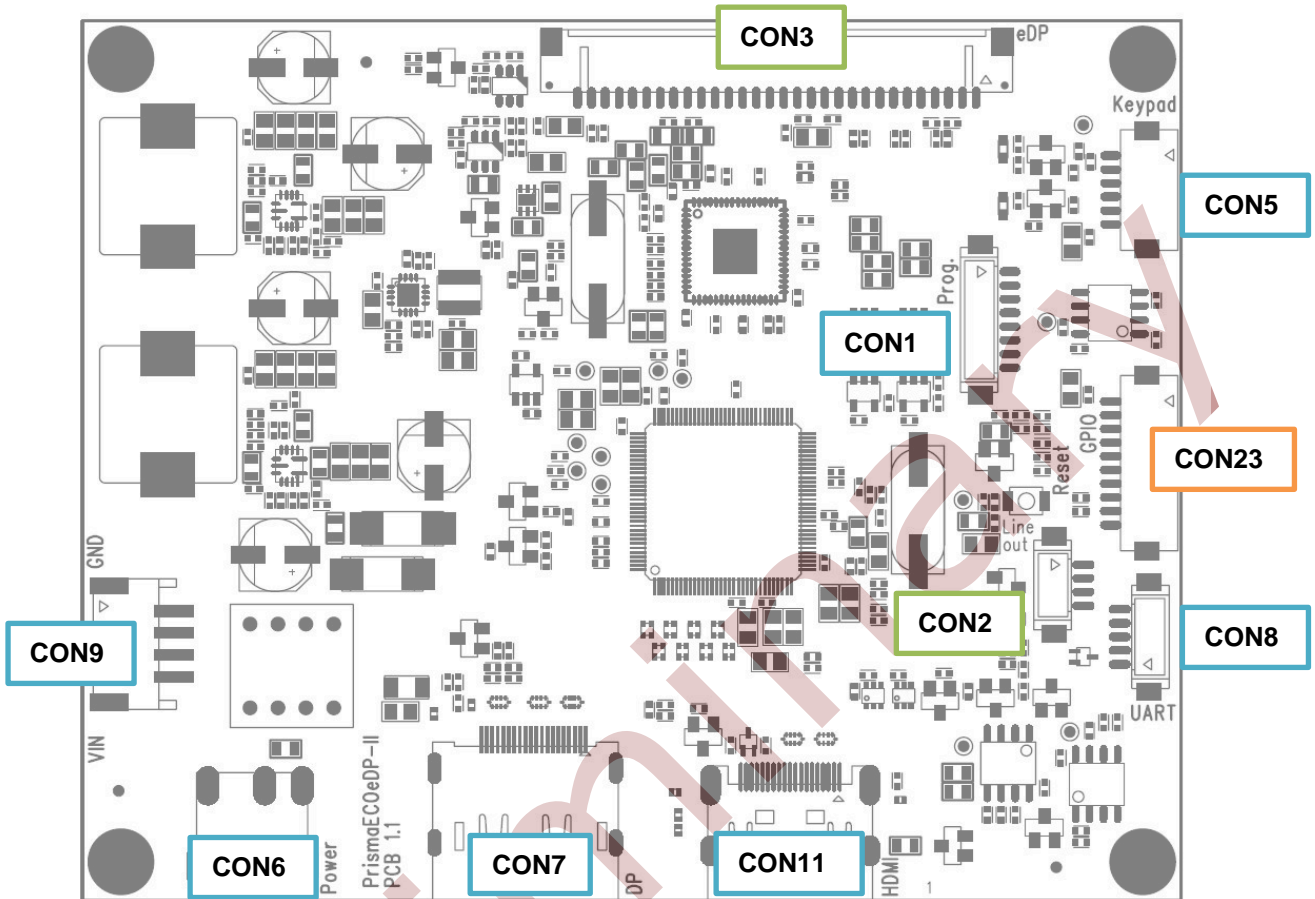 CON3
eDP
Keypad
CON5
Prog.
CON1
GPIO
CON23
Reset
Line
out
GND
CON2
CON9
CON8
UART
VIN
PrismaECOeDP-II
PCB 1.1
CON6
Power
CON7
DP
CON11
HDMI
1
+
+
+
+
+
+